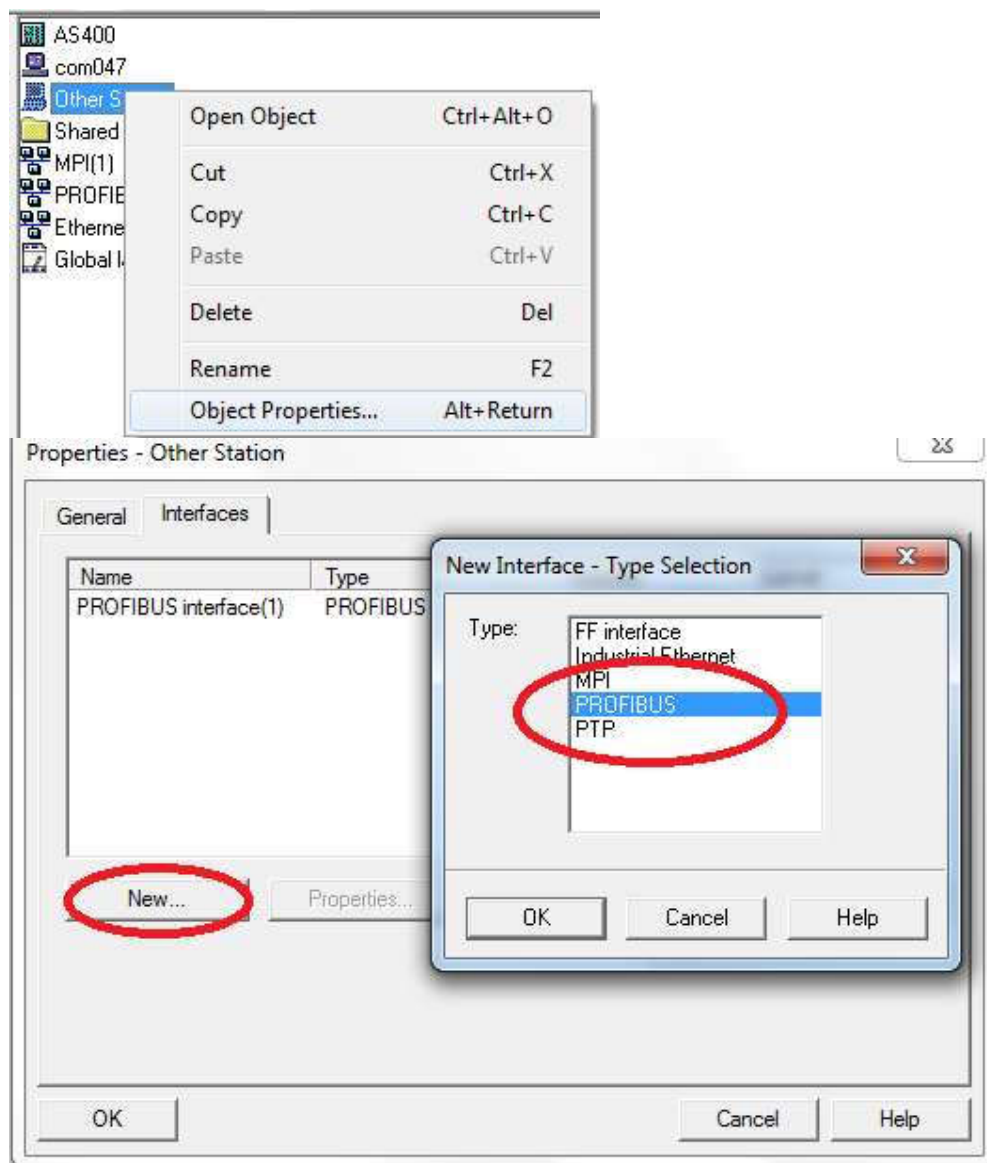 AS400
com047
Other S
Shared
MPI(1)
PROFIE
Etherne
Global l
Open Object Ctrl+Alt+O
Cut Ctrl+X
Copy Ctrl+C
Paste Ctrl+V
Delete Del
Rename F2
Object Properties... Alt+Return
Properties - Other Station
General Interfaces
Name Type
PROFIBUS interface(1) PROFIBUS
New... Properties...
OK Cancel Help
New Interface - Type Selection
Type:
FF interface
Industrial Ethernet
MPI
PROFIBUS
PTP
OK Cancel Help